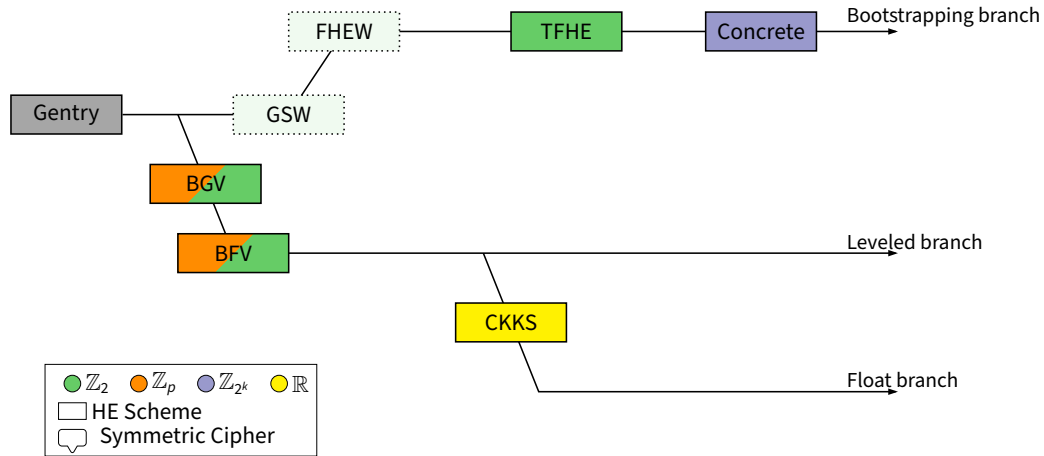 Bootstrapping branch
FHEW
TFHE
Concrete
Gentry
GSW
BGV
BFV
Leveled branch
CKKS
Float branch
ℤ₂ ℤₚ ℤ₂ᵏ ℝ
HE Scheme
Symmetric Cipher